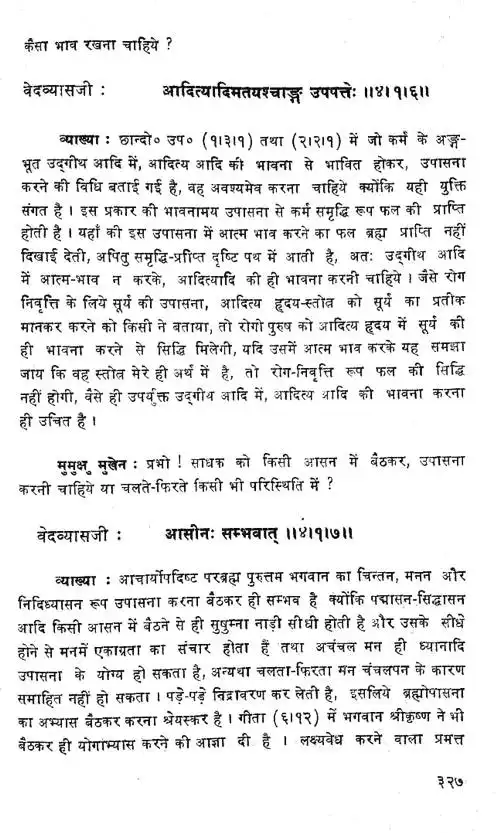 कैसा भाव रखना चाहिये ?
वेदव्यासजी : आदित्यादिमतयश्चाङ्ग उपपत्तेः ।।४।१।६।।
व्याख्या : छान्दो० उप० (१।३।१) तथा (२।२।१) में जो कर्म के अङ्ग-
भूत उद्गीथ आदि में, आदित्य आदि की भावना से भावित होकर, उपासना
करने की विधि बताई गई है, वह अवश्यमेव करना चाहिये क्योंकि यही युक्ति
संगत है । इस प्रकार की भावनामय उपासना से कर्म समृद्धि रूप फल की प्राप्ति
होती है । यहाँ की इस उपासना में आत्म भाव करने का फल ब्रह्म प्राप्ति नहीं
दिखाई देती, अपितु समृद्धि-प्राप्ति दृष्टि पथ में आती है, अतः उद्गीथ आदि
में आत्म-भाव न करके, आदित्यादि की ही भावना करनी चाहिये । जैसे रोग
निवृत्ति के लिये सूर्य की उपासना, आदित्य हृदय-स्तोत्र को सूर्य का प्रतीक
मानकर करने को किसी ने बताया, तो रोगी पुरुष को आदित्य हृदय में सूर्य की
ही भावना करने से सिद्धि मिलेगी, यदि उसमें आत्म भाव करके यह समझा
जाय कि वह स्तोत्र मेरे ही अर्थ में है, तो रोग-निवृत्ति रूप फल की सिद्धि
नहीं होगी, वैसे ही उपर्युक्त उद्गीथ आदि में, आदित्य आदि की भावना करना
ही उचित है ।
मुमुक्षु मुखेन : प्रभो ! साधक को किसी आसन में बैठकर, उपासना
करनी चाहिये या चलते-फिरते किसी भी परिस्थिति में ?
वेदव्यासजी : आसीनः सम्भवात् ।।४।१।७।।
व्याख्या : आचार्योपदिष्ट परब्रह्म पुरुत्तम भगवान का चिन्तन, मनन और
निदिध्यासन रूप उपासना करना बैठकर ही सम्भव है क्योंकि पद्मासन-सिद्धासन
आदि किसी आसन में बैठने से ही सुषुम्ना नाड़ी सीधी होती है और उसके सीधे
होने से मनमें एकाग्रता का संचार होता हैं तथा अचंचल मन ही ध्यानादि
उपासना के योग्य हो सकता है, अन्यथा चलता-फिरता मन चंचलपन के कारण
समाहित नहीं हो सकता । पड़े-पड़े निद्रावरण कर लेती है, इसलिये ब्रह्मोपासना
का अभ्यास बैठकर करना श्रेयस्कर है । गीता (६।१२) में भगवान श्रीकृष्ण ने भी
बैठकर ही योगाभ्यास करने की आज्ञा दी है । लक्ष्यवेध करने वाला प्रमत्त
३२७